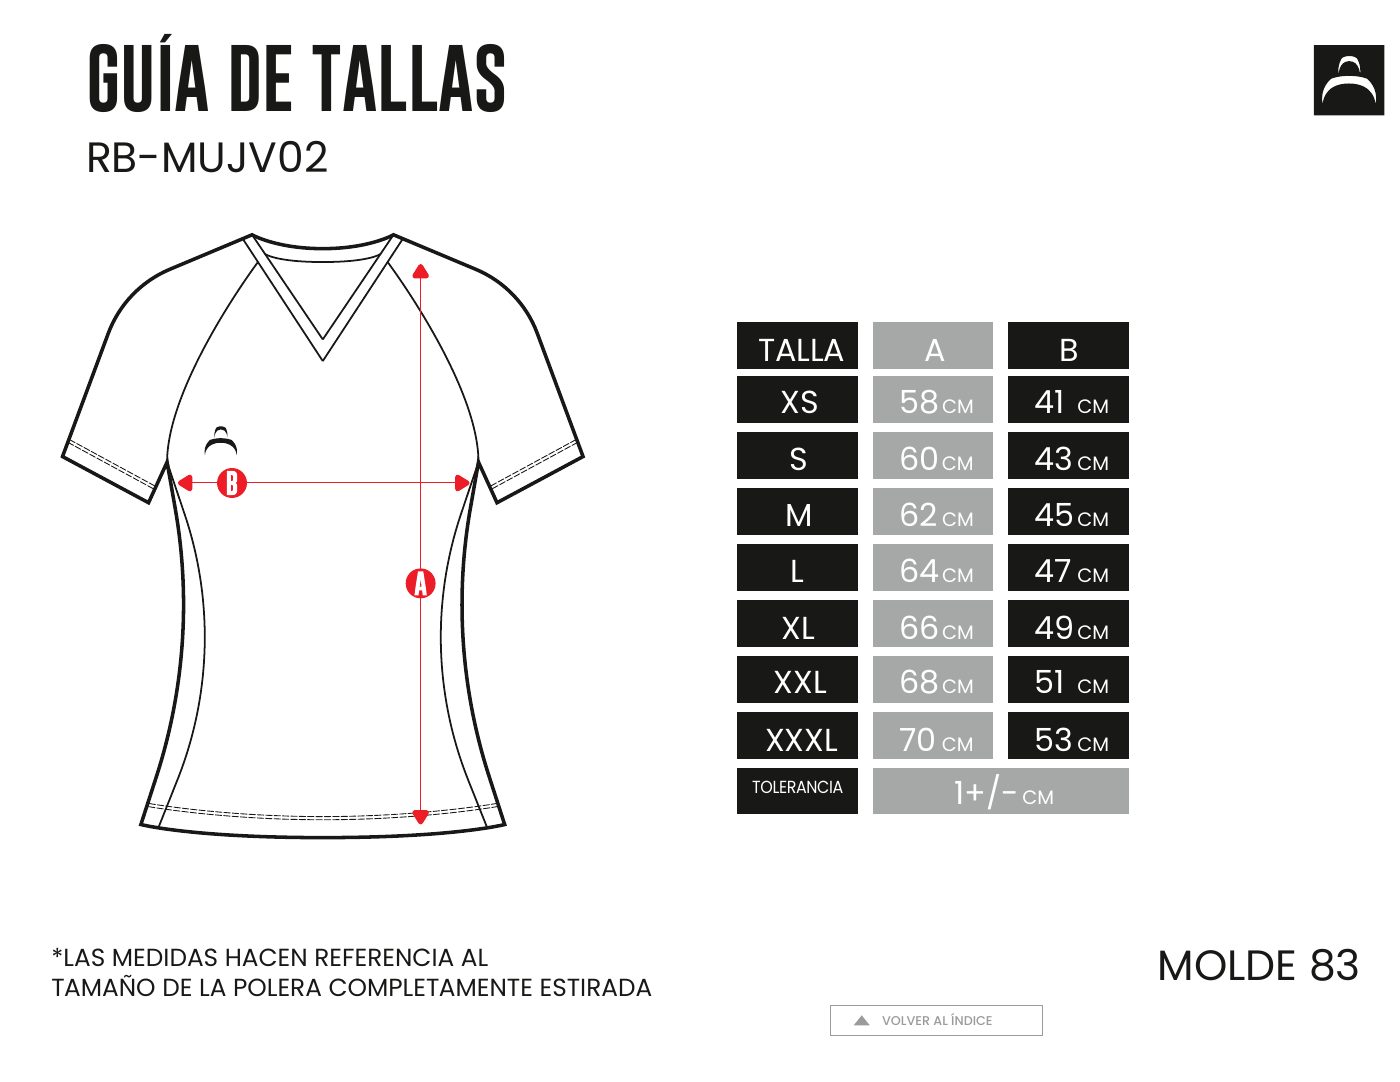 GUÍA DE TALLAS
RB-MUJV02
B
A
TALLA A B
XS 58 CM 41 CM
S 60 CM 43 CM
M 62 CM 45 CM
L 64 CM 47 CM
XL 66 CM 49 CM
XXL 68 CM 51 CM
XXXL 70 CM 53 CM
TOLERANCIA 1+/- CM
*LAS MEDIDAS HACEN REFERENCIA AL
TAMAÑO DE LA POLERA COMPLETAMENTE ESTIRADA
MOLDE 83
VOLVER AL ÍNDICE